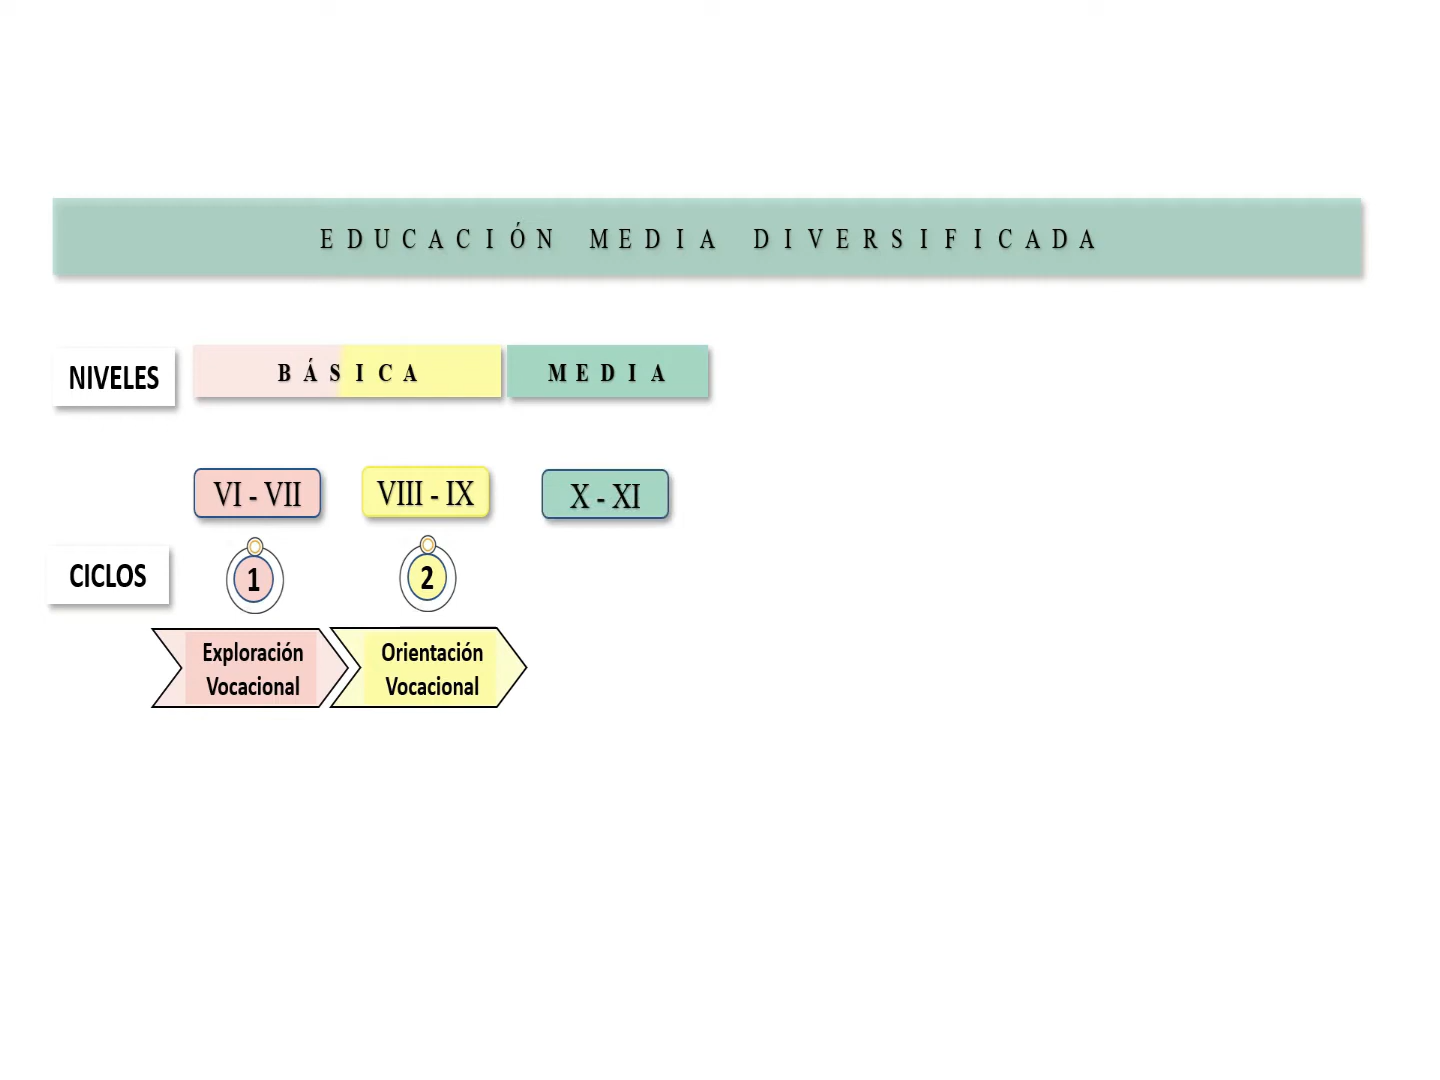 EDUCACIÓN MEDIA DIVERSIFICADA
NIVELES
BÁSICA
MEDIA
VI - VII
VIII - IX
X - XI
CICLOS
1
2
Exploración
Vocacional
Orientación
Vocacional